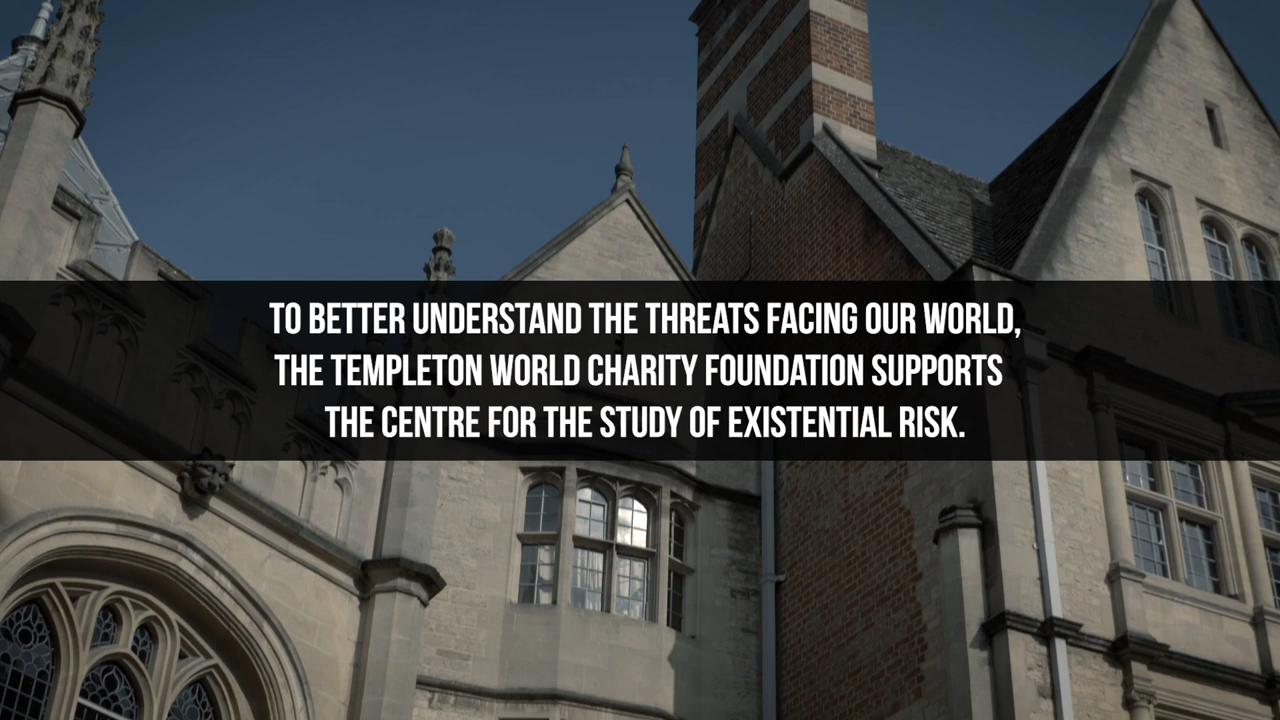 TO BETTER UNDERSTAND THE THREATS FACING OUR WORLD,
THE TEMPLETON WORLD CHARITY FOUNDATION SUPPORTS
THE CENTRE FOR THE STUDY OF EXISTENTIAL RISK.